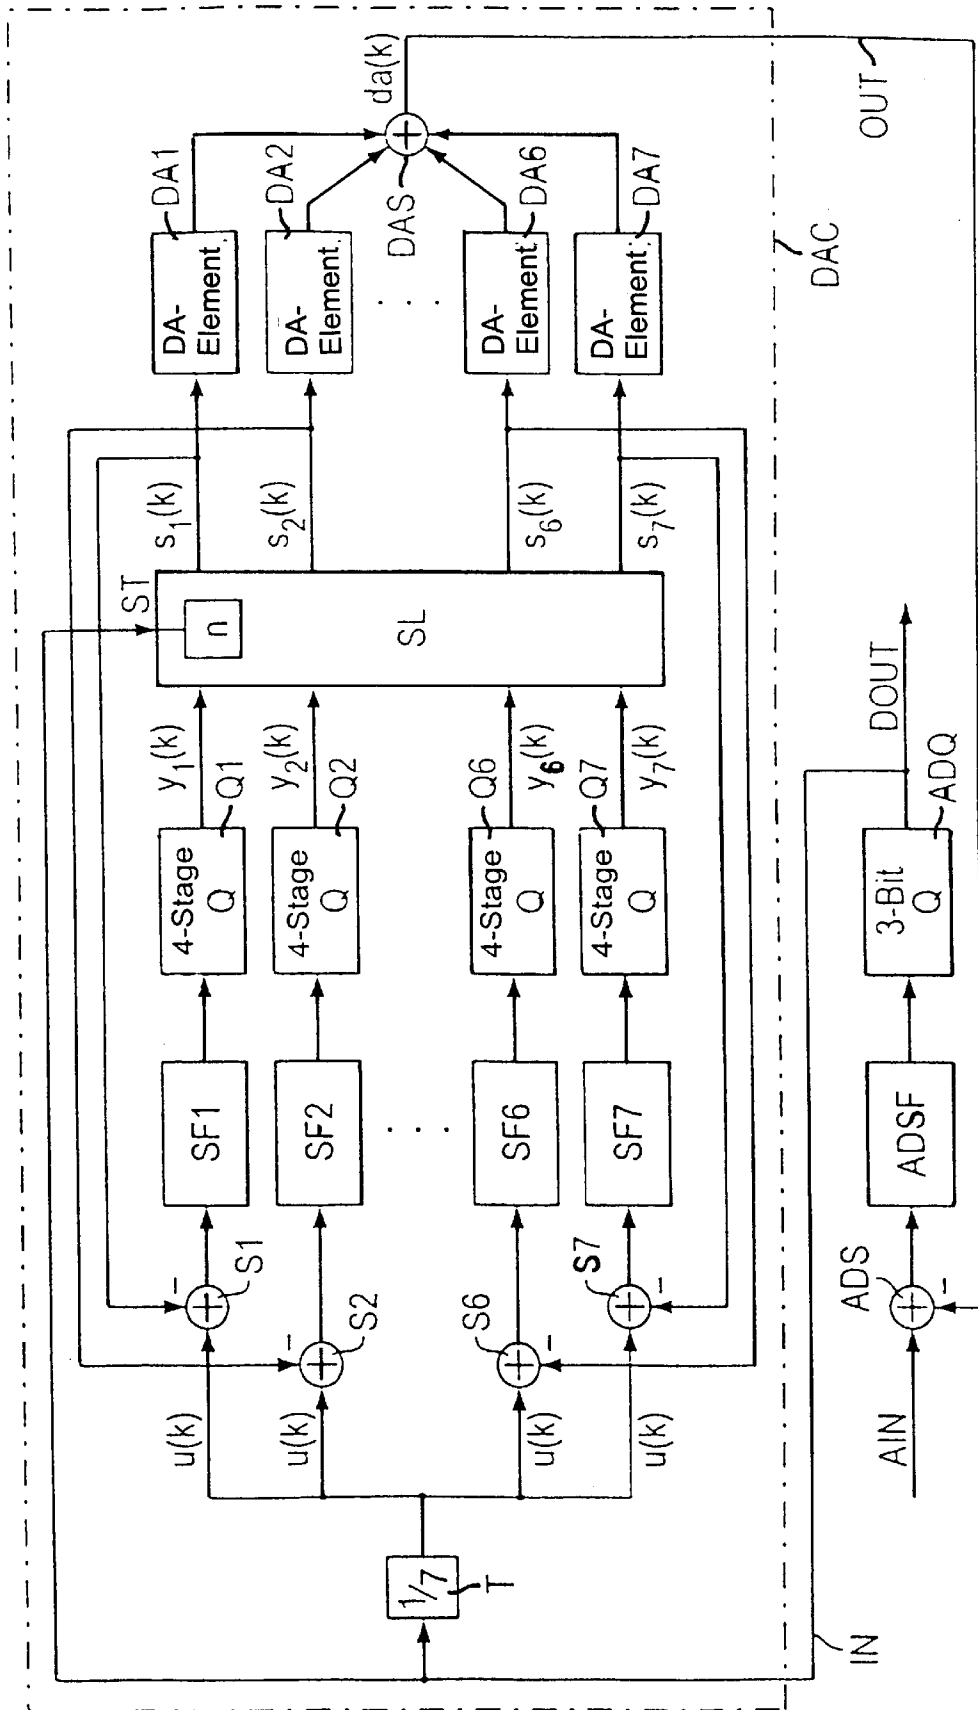 ST
s₁(k)
DA1
s₂(k)
DA2
da(k)
u(k)
S1
SF1
4-Stage
Q
Q1
y₁(k)
n
DA-
Element
u(k)
S2
SF2
4-Stage
Q
Q2
y₂(k)
SL
DA-
Element
DAS
1/7
T
. . .
. . .
u(k)
S6
SF6
4-Stage
Q
Q6
y₆(k)
s₆(k)
DA-
Element
DA6
u(k)
S7
SF7
4-Stage
Q
Q7
y₇(k)
s₇(k)
DA-
Element
DA7
DAC
IN
AIN
ADS
ADSF
3-Bit
Q
ADQ
DOUT
OUT
+
+
+
+
+
+
−
−
−
−
−